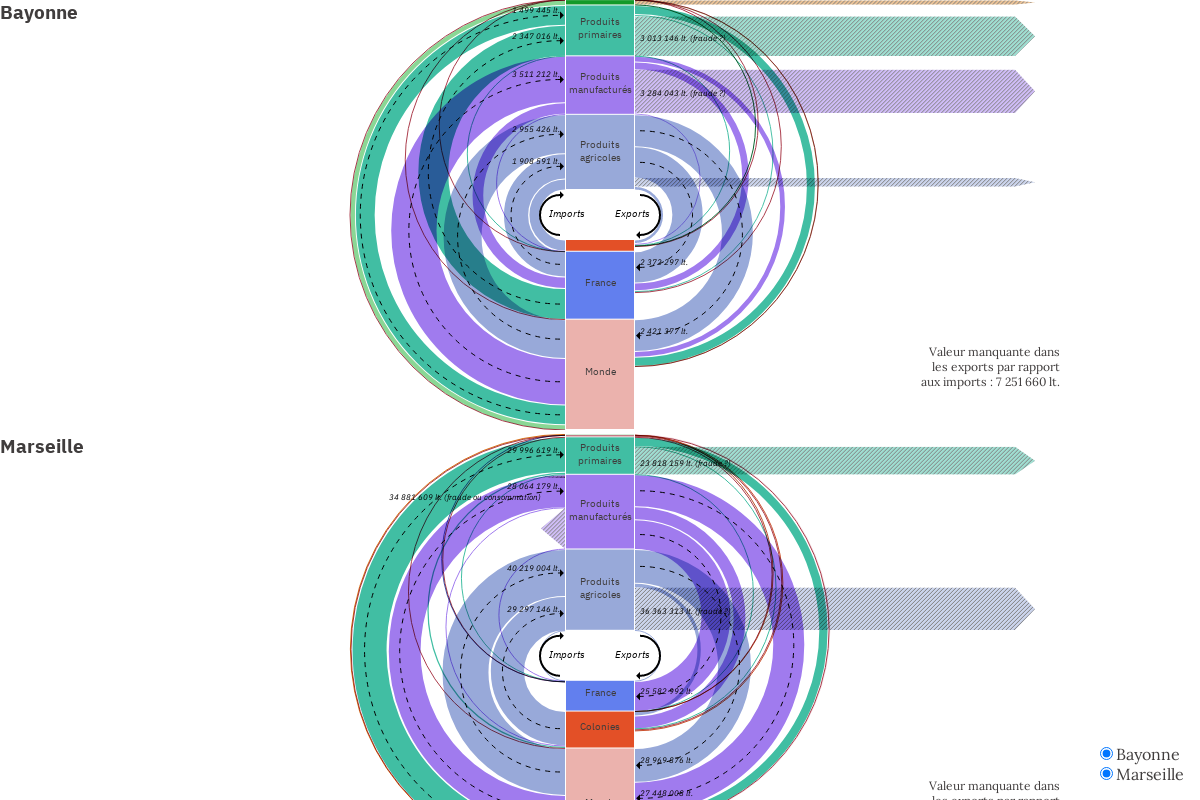 Bayonne
1 499 445 lt.
Produits
primaires
2 347 016 lt.
3 013 146 lt. (fraude ?)
3 511 212 lt.
Produits
manufacturés
3 284 043 lt. (fraude ?)
2 955 426 lt.
Produits
agricoles
1 908 591 lt.
Imports
Exports
2 372 297 lt.
France
2 421 377 lt.
Monde
Valeur manquante dans
les exports par rapport
aux imports : 7 251 660 lt.
Marseille
29 996 619 lt.
Produits
primaires
23 818 159 lt. (fraude ?)
28 064 179 lt.
34 881 609 lt. (fraude ou consommation)
Produits
manufacturés
40 219 004 lt.
Produits
agricoles
29 297 146 lt.
36 363 313 lt. (fraude ?)
Imports
Exports
France
25 582 992 lt.
Colonies
28 969 876 lt.
27 448 008 lt.
Valeur manquante dans
Bayonne
Marseille